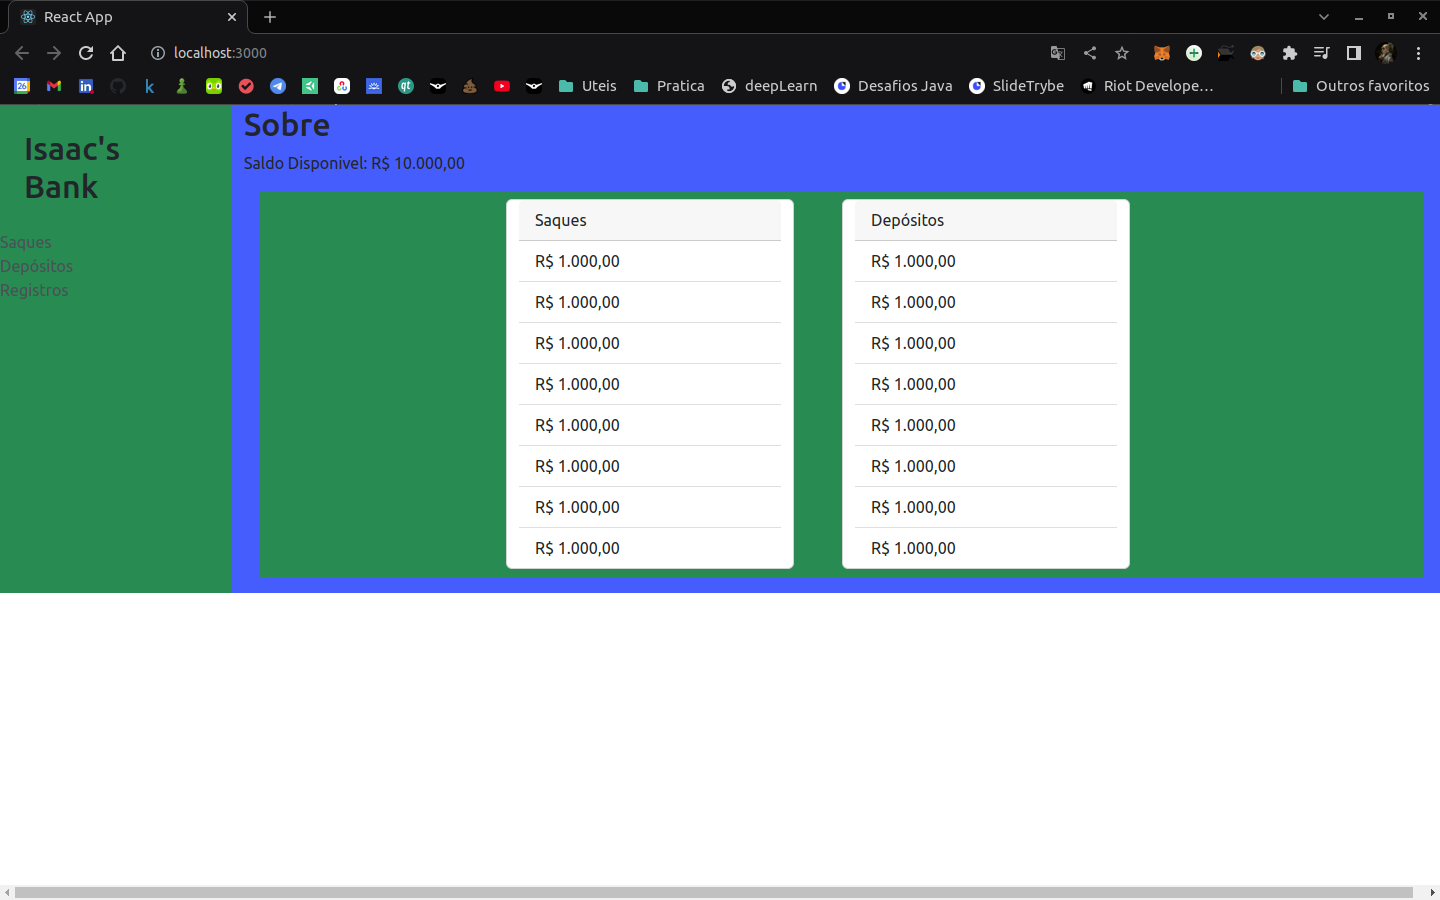 React App
localhost:3000
26
Uteis
Pratica
deepLearn
Desafios Java
SlideTrybe
Riot Develope…
Outros favoritos
Isaac's
Bank
Saques
Depósitos
Registros
Sobre
Saldo Disponivel: R$ 10.000,00
Saques
R$ 1.000,00
R$ 1.000,00
R$ 1.000,00
R$ 1.000,00
R$ 1.000,00
R$ 1.000,00
R$ 1.000,00
R$ 1.000,00
Depósitos
R$ 1.000,00
R$ 1.000,00
R$ 1.000,00
R$ 1.000,00
R$ 1.000,00
R$ 1.000,00
R$ 1.000,00
R$ 1.000,00